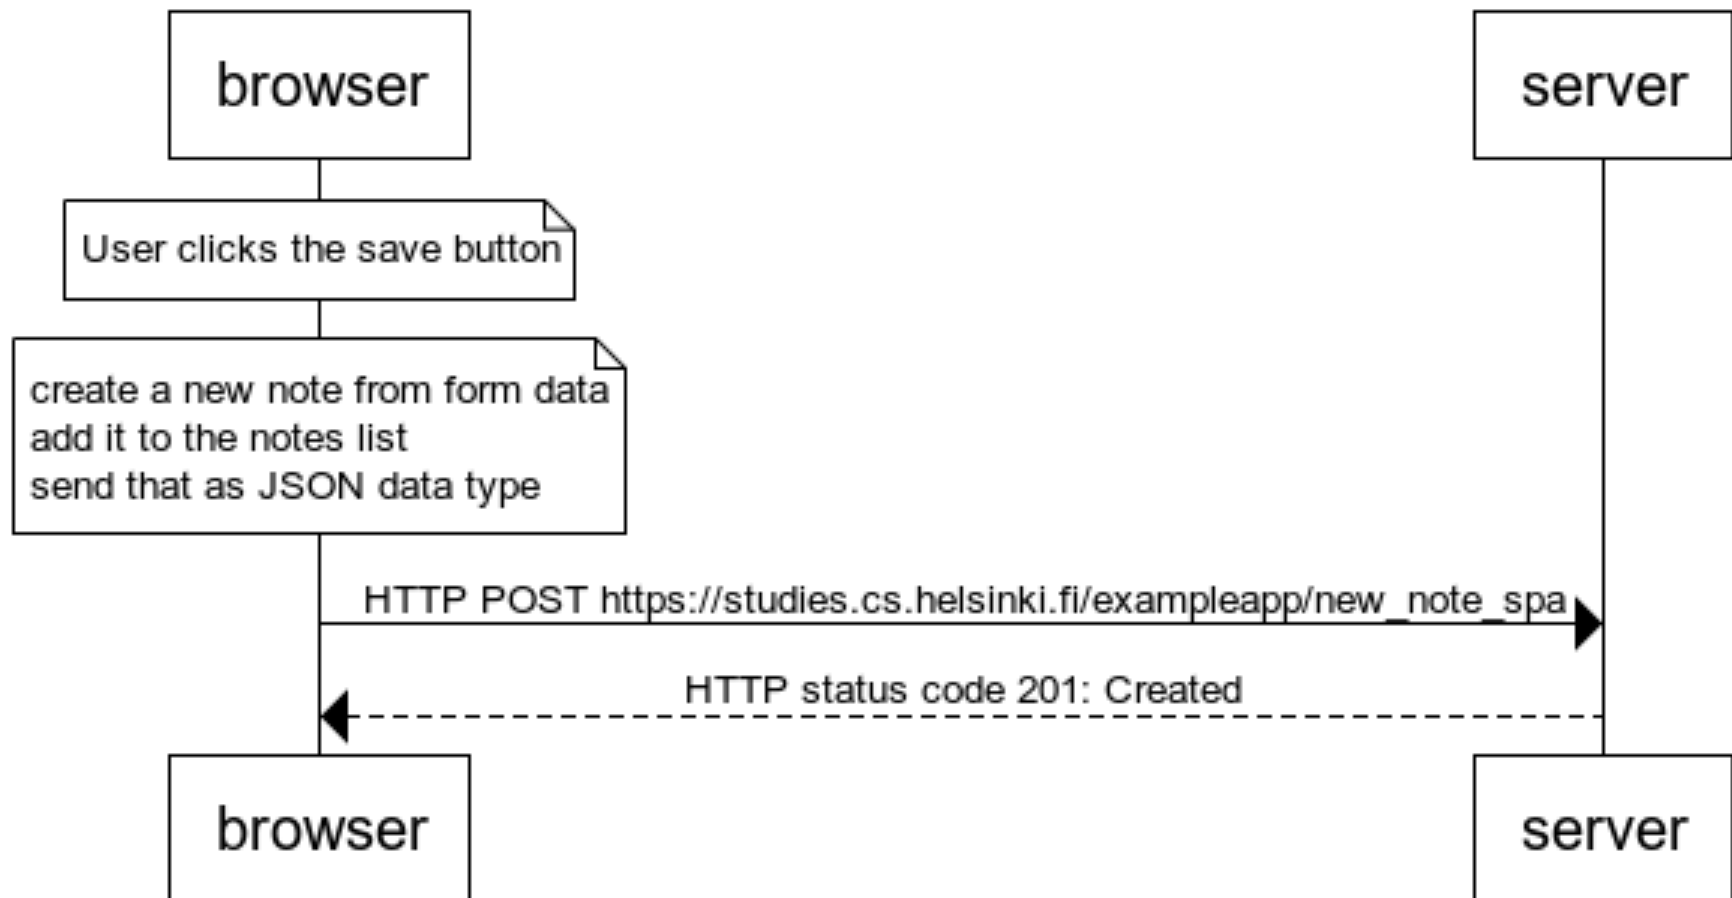 browser
server
User clicks the save button
create a new note from form data
add it to the notes list
send that as JSON data type
HTTP POST https://studies.cs.helsinki.fi/exampleapp/new_note_spa
HTTP status code 201: Created
browser
server